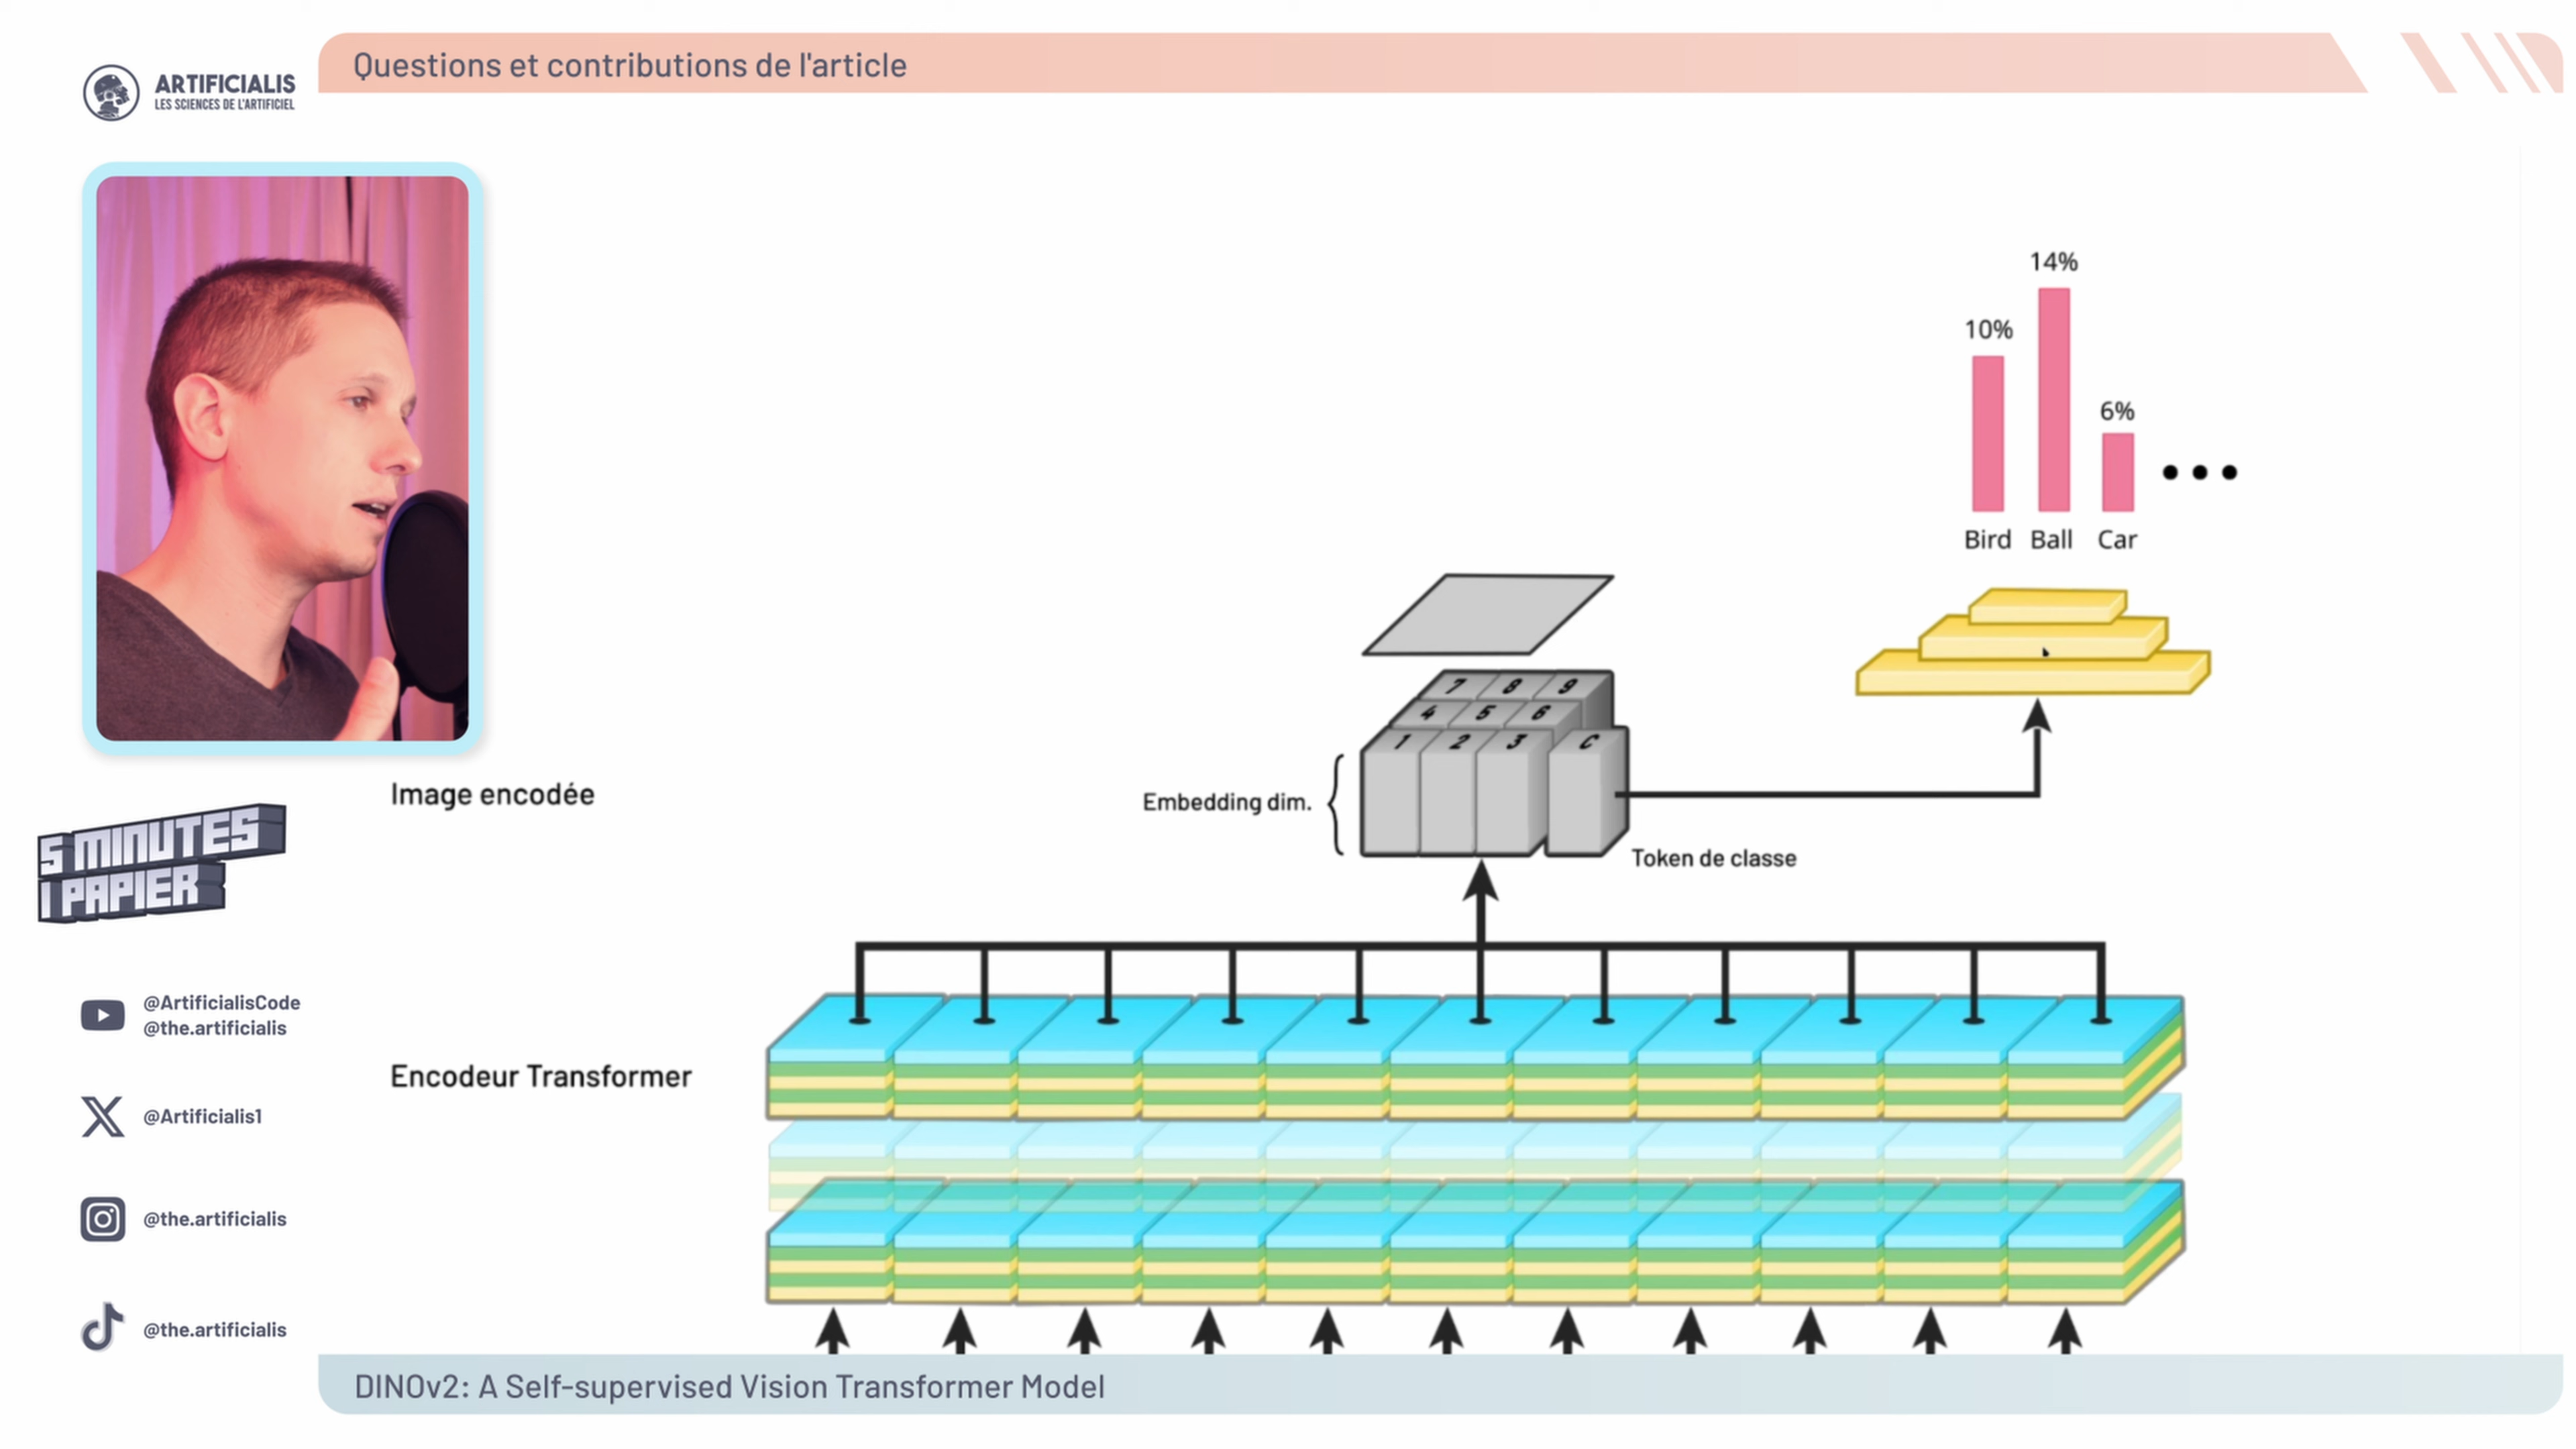 Questions et contributions de l'article
ARTIFICIALIS
LES SCIENCES DE L'ARTIFICIEL
14%
10%
6%
Bird Ball Car
7 8 9
4 5 6
1 2 3 C
Image encodée
Embedding dim.
Token de classe
5 MINUTES
1 PAPIER
@ArtificialisCode
@the.artificialis
Encodeur Transformer
@Artificialis1
@the.artificialis
@the.artificialis
DINOv2: A Self-supervised Vision Transformer Model